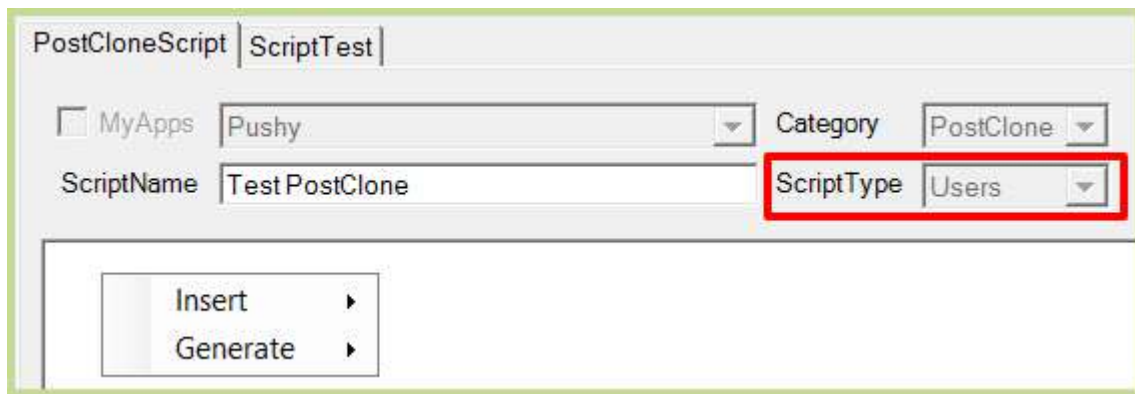 PostCloneScript ScriptTest
MyApps Pushy Category PostClone
ScriptName Test PostClone ScriptType Users
Insert
Generate